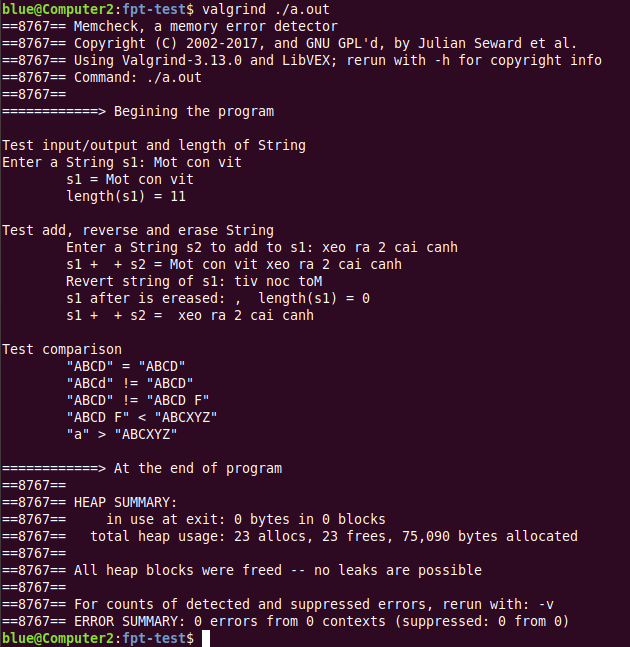 blue@Computer2:fpt-test$ valgrind ./a.out
==8767== Memcheck, a memory error detector
==8767== Copyright (C) 2002-2017, and GNU GPL'd, by Julian Seward et al.
==8767== Using Valgrind-3.13.0 and LibVEX; rerun with -h for copyright info
==8767== Command: ./a.out
==8767==
============> Begining the program
Test input/output and length of String
Enter a String s1: Mot con vit
s1 = Mot con vit
length(s1) = 11
Test add, reverse and erase String
Enter a String s2 to add to s1: xeo ra 2 cai canh
s1 +  + s2 = Mot con vit xeo ra 2 cai canh
Revert string of s1: tiv noc toM
s1 after is ereased: ,  length(s1) = 0
s1 +  + s2 =  xeo ra 2 cai canh
Test comparison
"ABCD" = "ABCD"
"ABCd" != "ABCD"
"ABCD" != "ABCD F"
"ABCD F" < "ABCXYZ"
"a" > "ABCXYZ"
============> At the end of program
==8767==
==8767== HEAP SUMMARY:
==8767==     in use at exit: 0 bytes in 0 blocks
==8767==   total heap usage: 23 allocs, 23 frees, 75,090 bytes allocated
==8767==
==8767== All heap blocks were freed -- no leaks are possible
==8767==
==8767== For counts of detected and suppressed errors, rerun with: -v
==8767== ERROR SUMMARY: 0 errors from 0 contexts (suppressed: 0 from 0)
blue@Computer2:fpt-test$